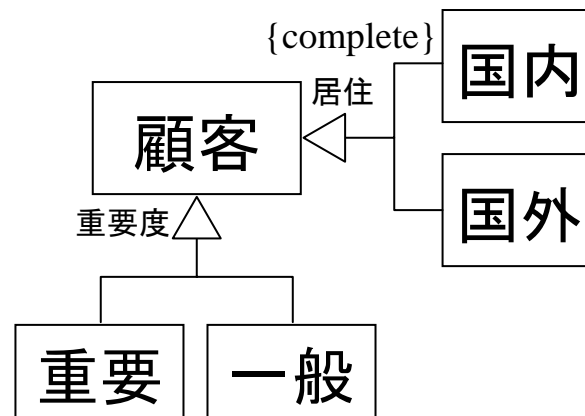 {complete}
国内
居住
顧客
国外
重要度
重要
一般